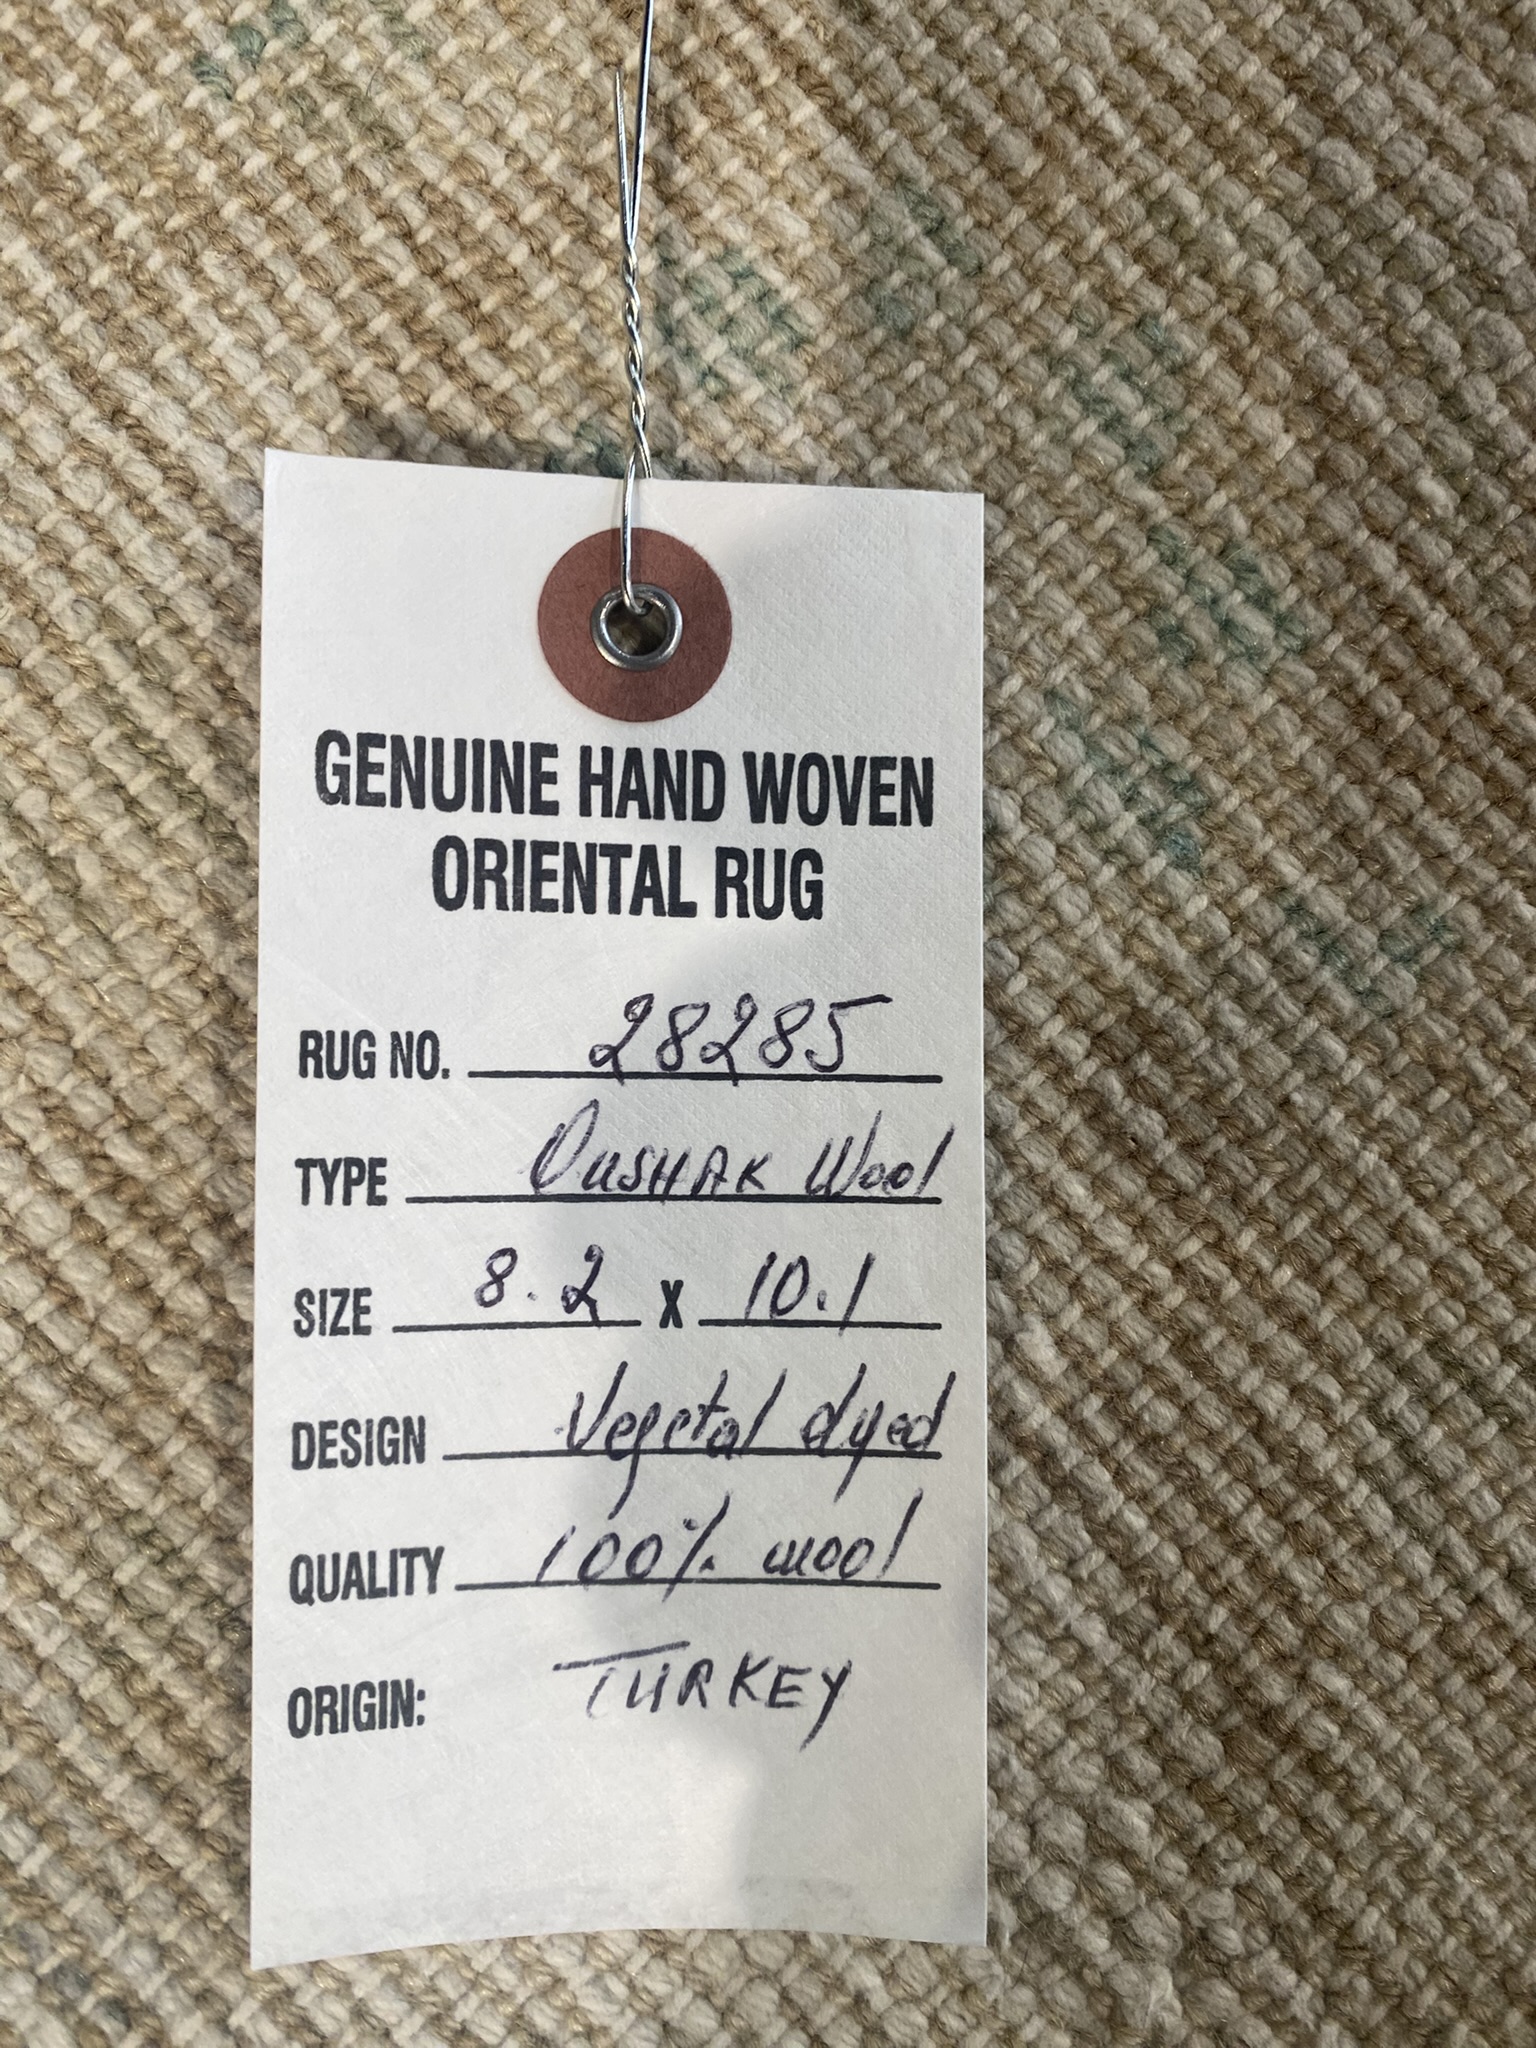 GENUINE HAND WOVEN
ORIENTAL RUG
RUG NO. 28285
TYPE OUSHAK Wool
SIZE 8.2 X 10.1
DESIGN Vegetal dyed
QUALITY 100% wool
ORIGIN: TURKEY